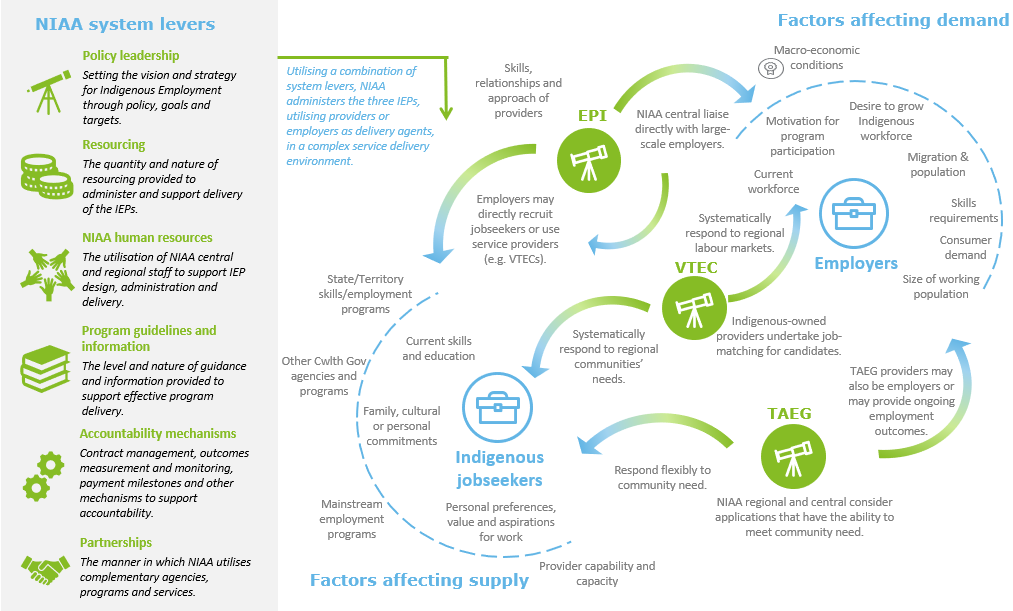 NIAA system levers
Policy leadership
Setting the vision and strategy
for Indigenous Employment
through policy, goals and
targets.
Resourcing
The quantity and nature of
resourcing provided to
administer and support delivery
of the IEPs.
NIAA human resources
The utilisation of NIAA central
and regional staff to support IEP
design, administration and
delivery.
Program guidelines and
information
The level and nature of guidance
and information provided to
support effective program
delivery.
Accountability mechanisms
Contract management, outcomes
measurement and monitoring,
payment milestones and other
mechanisms to support
accountability.
Partnerships
The manner in which NIAA utilises
complementary agencies,
programs and services.
Utilising a combination of
system levers, NIAA
administers the three IEPs,
utilising providers or
employers as delivery agents,
in a complex service delivery
environment.
Skills,
relationships and
approach of
providers
EPI
NIAA central liaise
directly with large-
scale employers.
Employers may
directly recruit
jobseekers or use
service providers
(e.g. VTECs).
Factors affecting demand
Macro-economic
conditions
Desire to grow
Indigenous
workforce
Motivation for
program
participation
Migration &
population
Current
workforce
Skills
requirements
Consumer
demand
Employers
Size of working
population
Systematically
respond to regional
labour markets.
VTEC
Indigenous-owned
providers undertake job-
matching for candidates.
Systematically
respond to regional
communities'
needs.
State/Territory
skills/employment
programs
Current skills
and education
Other Cwlth Gov
agencies and
programs
Family, cultural
or personal
commitments
Indigenous
jobseekers
Mainstream
employment
programs
Personal preferences,
value and aspirations
for work
Provider capability and
capacity
Factors affecting supply
TAEG providers may
also be employers or
may provide ongoing
employment
outcomes.
TAEG
Respond flexibly to
community need.
NIAA regional and central consider
applications that have the ability to
meet community need.